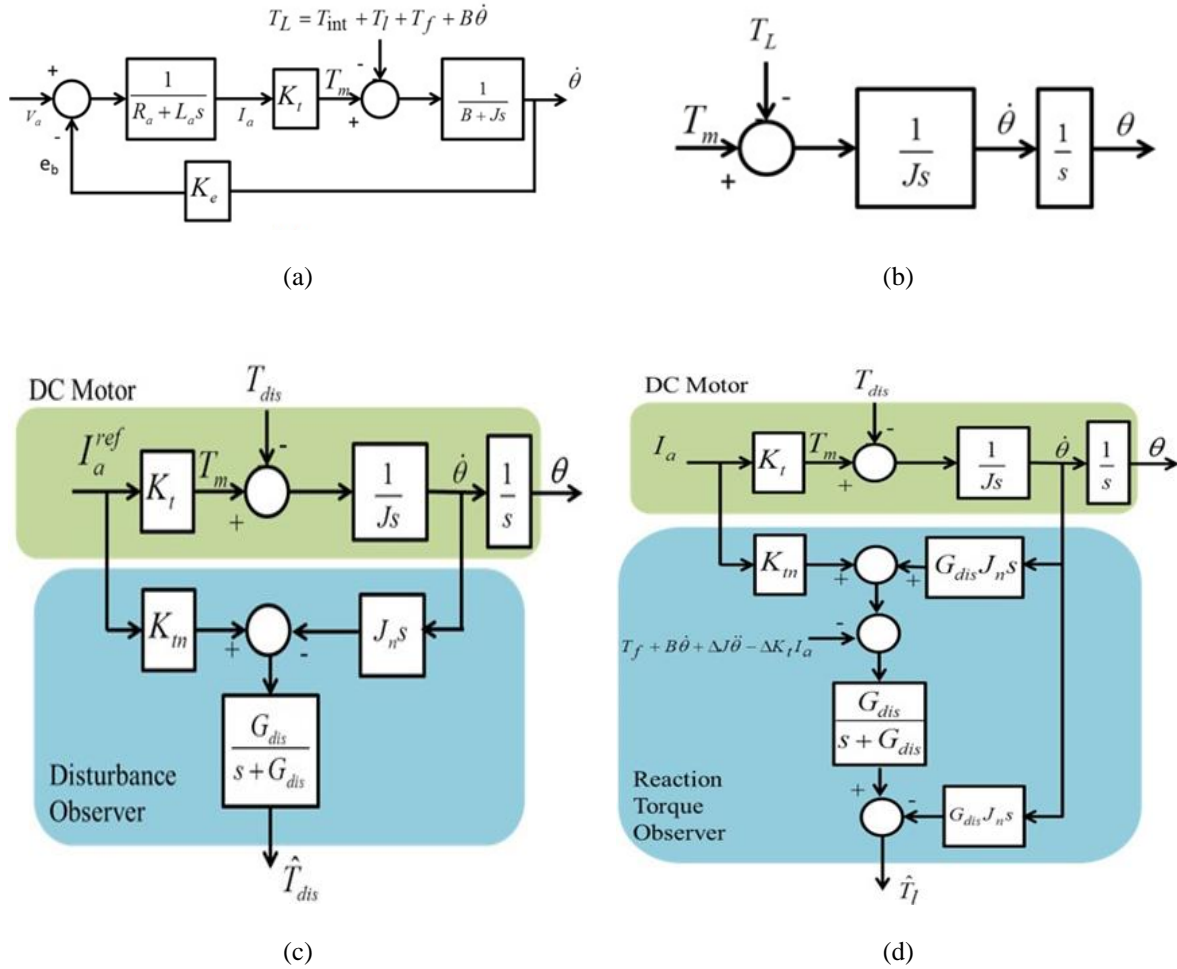 T_L = T_int + T_l + T_f + Bθ̇
+
1
R_a + L_a s
K_t
T_m
-
1
B + Js
θ̇
V_a
I_a
+
-
e_b
K_e
(a)
T_L
-
T_m
+
1
Js
θ̇
1
s
θ
(b)
DC Motor
T_dis
-
I_a^ref
K_t
T_m
+
1
Js
θ̇
1
s
θ
K_tn
+
-
J_n s
G_dis
s + G_dis
Disturbance
Observer
T̂_dis
(c)
DC Motor
T_dis
-
I_a
K_t
T_m
+
1
Js
θ̇
1
s
θ
K_tn
+
+
G_dis J_n s
-
T_f + Bθ̇ + ΔJθ̈ − ΔK_t I_a
G_dis
s + G_dis
Reaction
Torque
Observer
+
-
G_dis J_n s
T̂_l
(d)